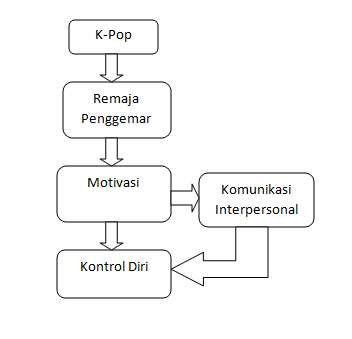 K-Pop
Remaja
Penggemar
Motivasi
Komunikasi
Interpersonal
Kontrol Diri